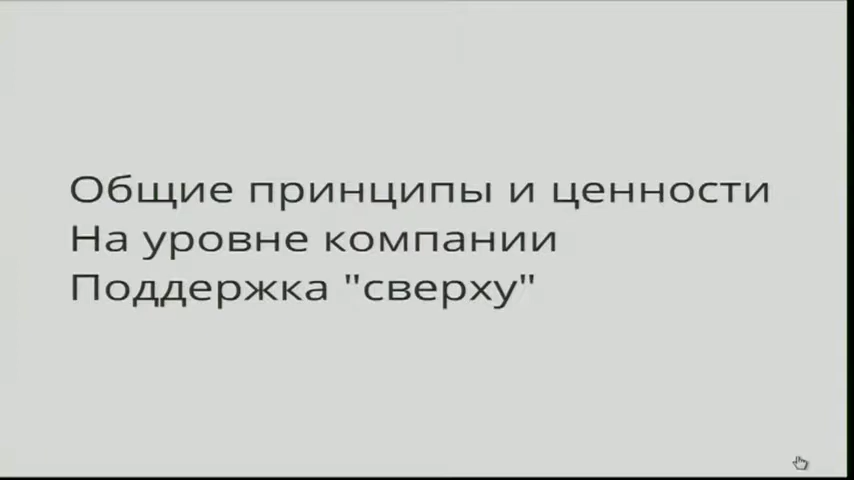 Общие принципы и ценности
На уровне компании
Поддержка "сверху"